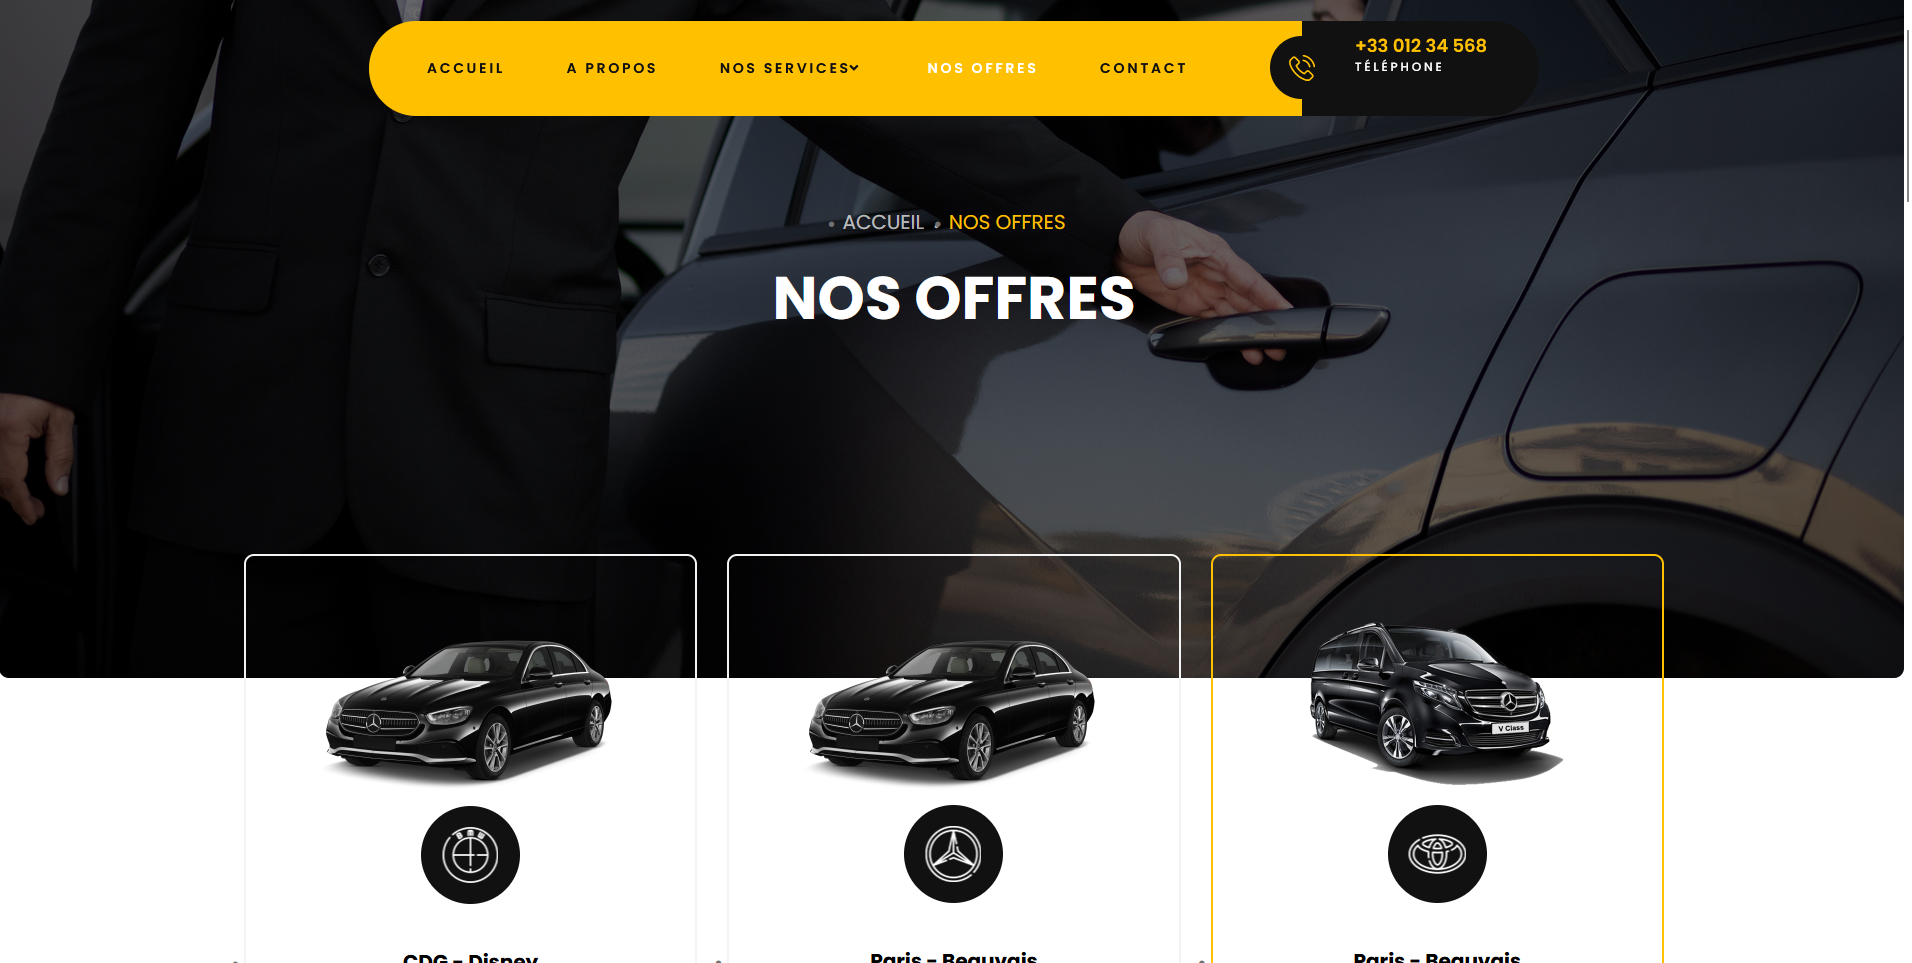 ACCUEIL
A PROPOS
NOS SERVICES
NOS OFFRES
CONTACT
+33 012 34 568
TÉLÉPHONE
ACCUEIL
NOS OFFRES
NOS OFFRES
V Class
CDG - Disney
Paris - Beauvais
Paris - Beauvais